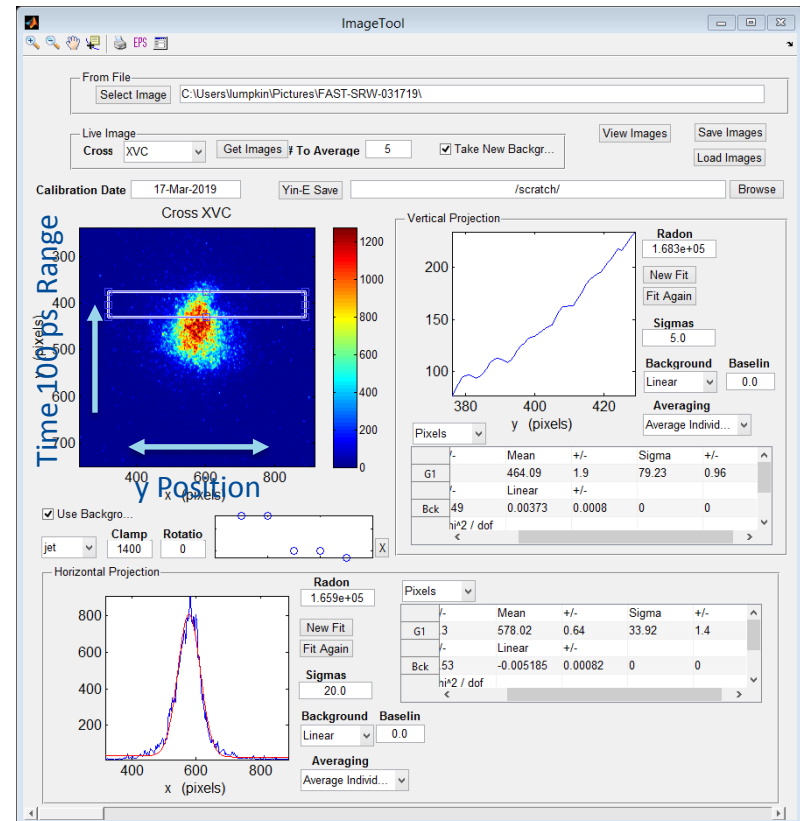 ImageTool
EPS
From File
Select Image C:\Users\lumpkin\Pictures\FAST-SRW-031719\
Live Image
Cross XVC Get Images # To Average 5 Take New Backgr...
View Images Save Images
Load Images
Calibration Date 17-Mar-2019 Yin-E Save /scratch/ Browse
Cross XVC
300
400
500
600
700
y (pixels)
Time 100 ps Range
400 600 800
x (pixels)
y Position
1200
1000
800
600
400
200
0
Vertical Projection
200
150
100
380 400 420
y (pixels)
Radon
1.683e+05
New Fit
Fit Again
Sigmas
5.0
Background Baselin
Linear 0.0
Averaging
Average Individ...
Pixels
/- Mean +/- Sigma +/-
G1 464.09 1.9 79.23 0.96
/- Linear +/-
Bck 49 0.00373 0.0008 0 0
hi^2 / dof
Use Backgro...
Clamp Rotatio
jet 1400 0
X
Horizontal Projection
800
600
400
200
400 600 800
x (pixels)
Radon
1.659e+05
New Fit
Fit Again
Sigmas
20.0
Background Baselin
Linear 0.0
Averaging
Average Individ...
Pixels
/- Mean +/- Sigma +/-
G1 .3 578.02 0.64 33.92 1.4
/- Linear +/-
Bck .53 -0.005185 0.00082 0 0
hi^2 / dof